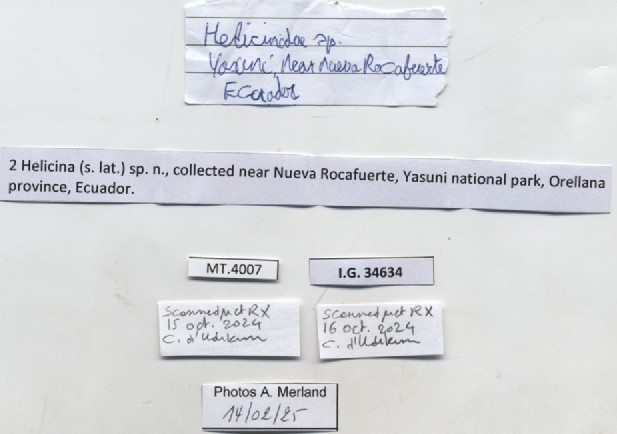 Helicinidae sp.
Yasuni, Near Nueva Rocafuerte
Ecuador
2 Helicina (s. lat.) sp. n., collected near Nueva Rocafuerte, Yasuni national park, Orellana
province, Ecuador.
MT.4007
I.G. 34634
Scanned μct RX
15 oct. 2024
C. d'Udekem
Scanned μct RX
16 oct. 2024
C. d'Udekem
Photos A. Merland
14/02/25